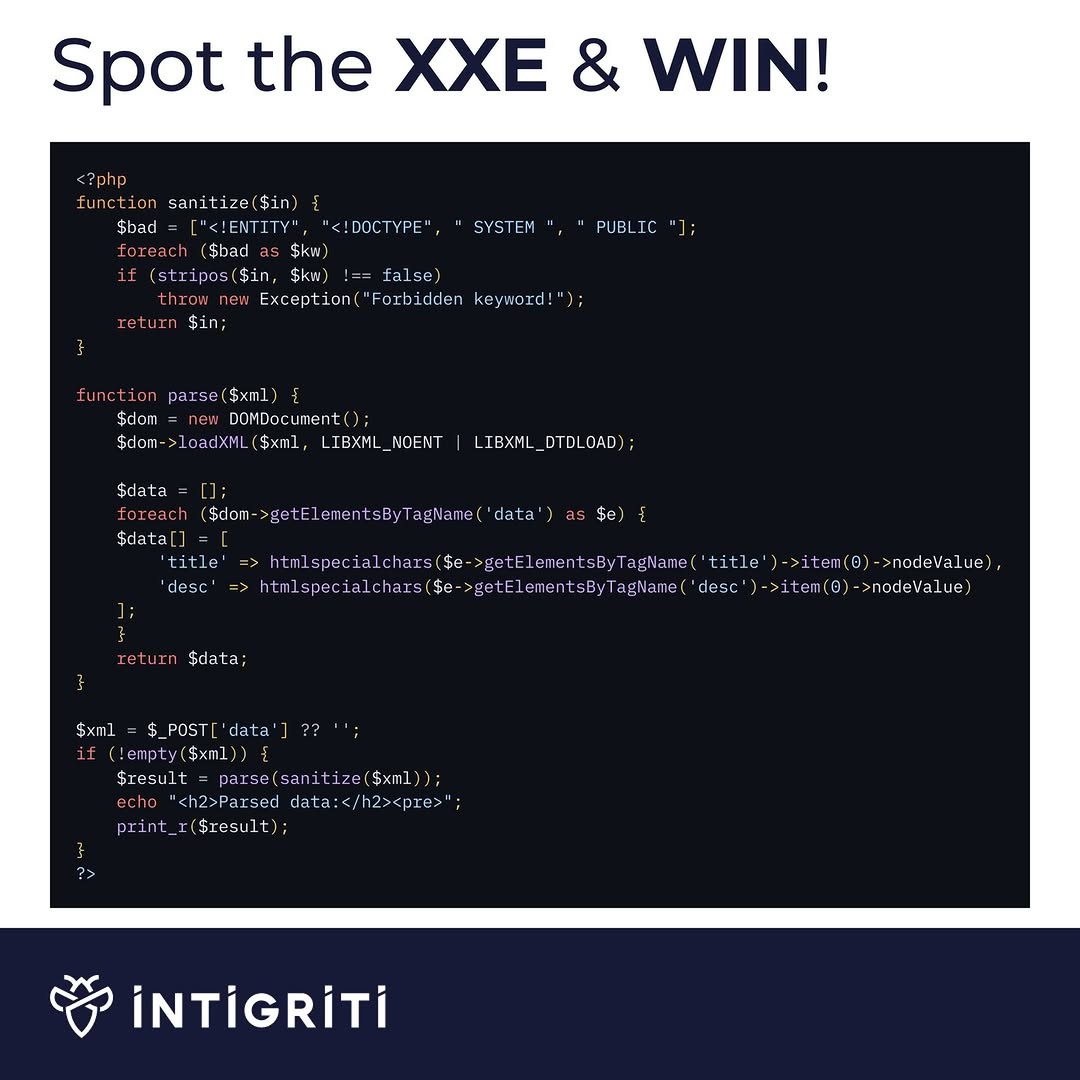 Spot the XXE & WIN!
<?php
function sanitize($in) {
    $bad = ["<!ENTITY", "<!DOCTYPE", " SYSTEM ", " PUBLIC "];
    foreach ($bad as $kw)
    if (stripos($in, $kw) !== false)
        throw new Exception("Forbidden keyword!");
    return $in;
}

function parse($xml) {
    $dom = new DOMDocument();
    $dom->loadXML($xml, LIBXML_NOENT | LIBXML_DTDLOAD);

    $data = [];
    foreach ($dom->getElementsByTagName('data') as $e) {
    $data[] = [
        'title' => htmlspecialchars($e->getElementsByTagName('title')->item(0)->nodeValue),
        'desc' => htmlspecialchars($e->getElementsByTagName('desc')->item(0)->nodeValue)
    ];
    }
    return $data;
}

$xml = $_POST['data'] ?? '';
if (!empty($xml)) {
    $result = parse(sanitize($xml));
    echo "<h2>Parsed data:</h2><pre>";
    print_r($result);
}
?>
INTIGRITI